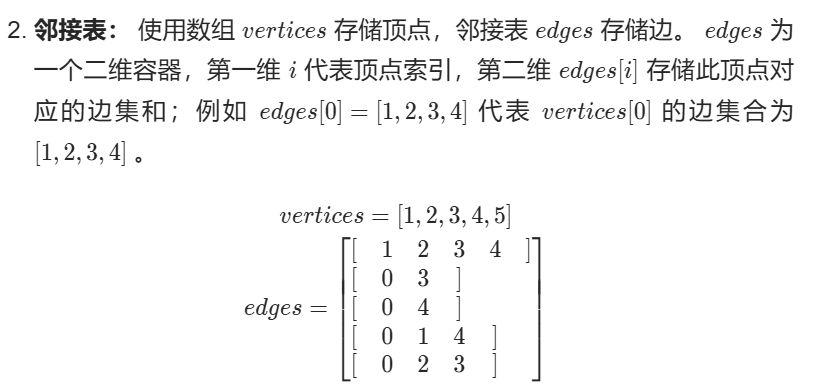 2. 邻接表： 使用数组 vertices 存储顶点，邻接表 edges 存储边。 edges 为
一个二维容器，第一维 i 代表顶点索引，第二维 edges[i] 存储此顶点对
应的边集和；例如 edges[0] = [1, 2, 3, 4] 代表 vertices[0] 的边集合为
[1, 2, 3, 4] 。
vertices = [1, 2, 3, 4, 5]
edges = [[ 1 2 3 4 ]
[ 0 3 ]
[ 0 4 ]
[ 0 1 4 ]
[ 0 2 3 ]]